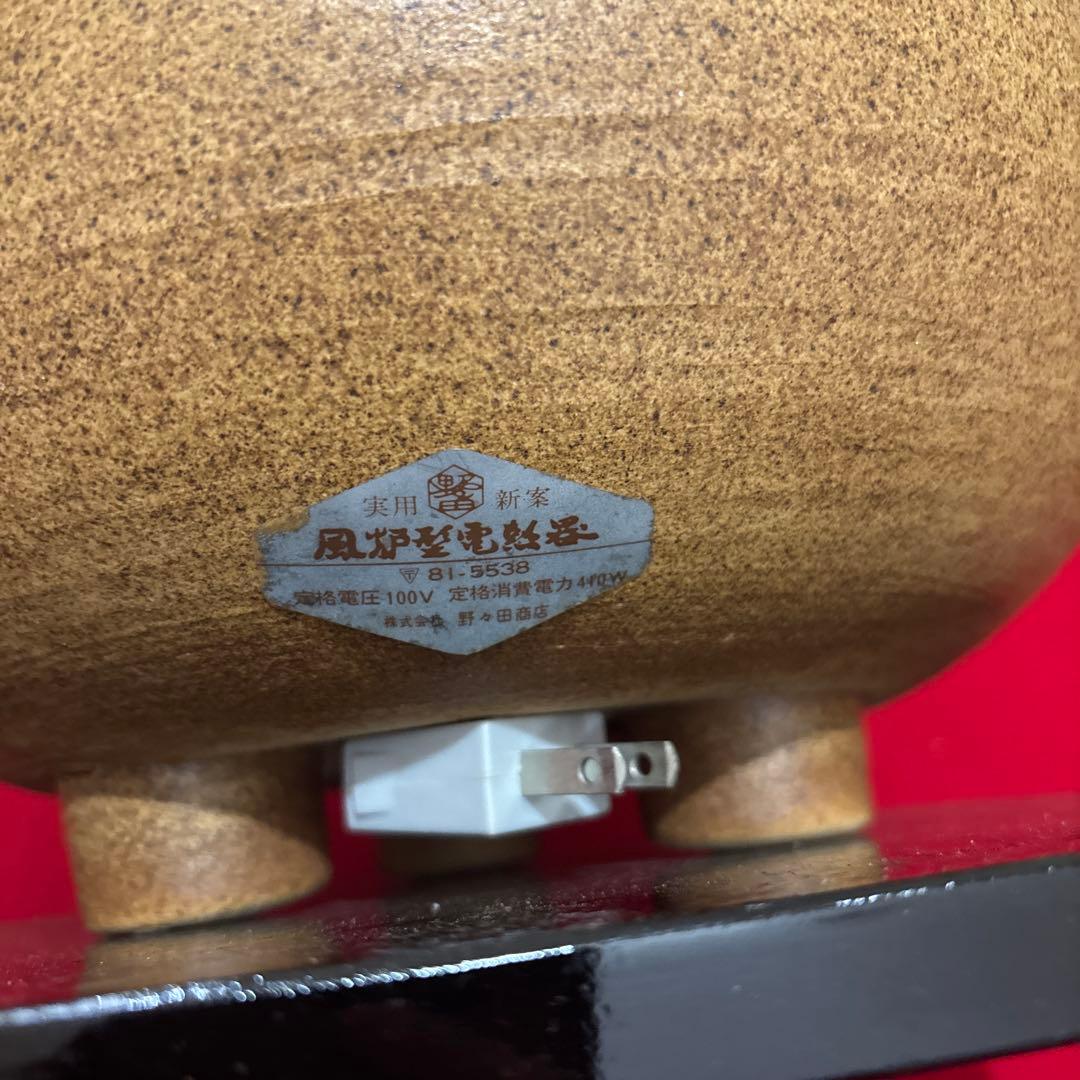 実用 野田 新案
風炉型電熱器
〒 81-5538
定格電圧100V 定格消費電力410W
株式会社 野々田商店